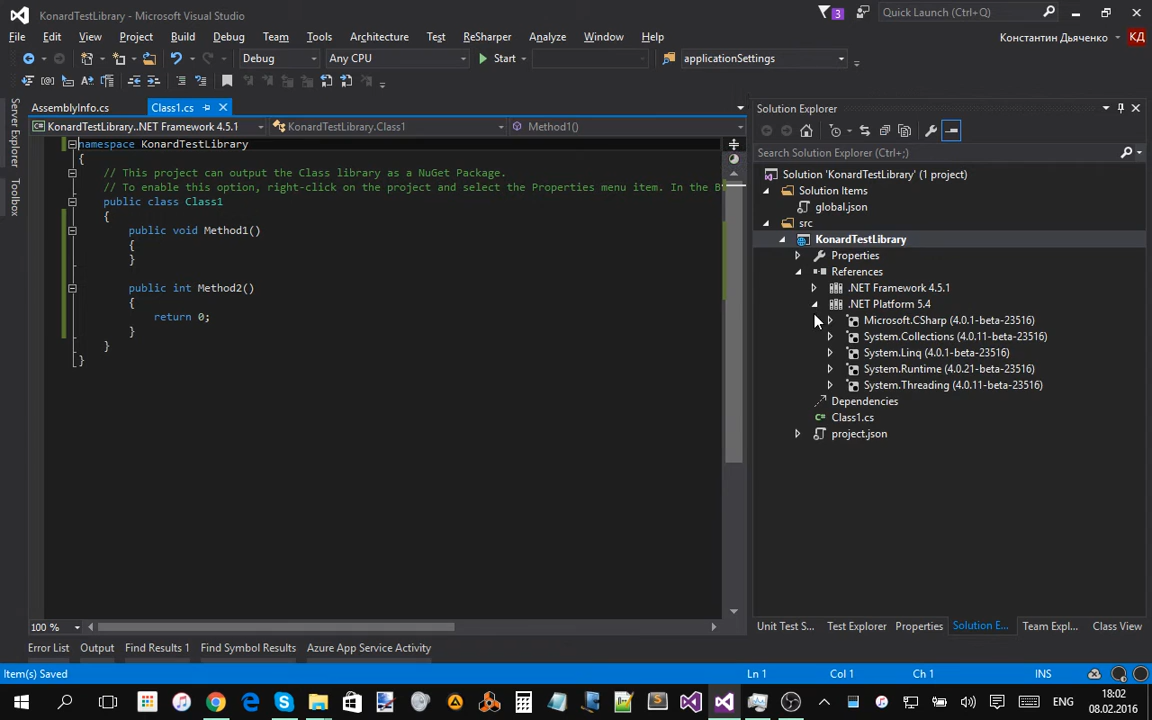 KonardTestLibrary - Microsoft Visual Studio
3
Quick Launch (Ctrl+Q)
File Edit View Project Build Debug Team Tools Architecture Test ReSharper Analyze Window Help
Константин Дьяченко КД
Debug Any CPU Start applicationSettings
Server Explorer
Toolbox
AssemblyInfo.cs Class1.cs
KonardTestLibrary..NET Framework 4.5.1 KonardTestLibrary.Class1 Method1()
namespace KonardTestLibrary
{
// This project can output the Class library as a NuGet Package.
// To enable this option, right-click on the project and select the Properties menu item. In the B
public class Class1
{
public void Method1()
{
}
public int Method2()
{
return 0;
}
}
}
100 %
Solution Explorer
Search Solution Explorer (Ctrl+;)
Solution 'KonardTestLibrary' (1 project)
Solution Items
global.json
src
KonardTestLibrary
Properties
References
.NET Framework 4.5.1
.NET Platform 5.4
Microsoft.CSharp (4.0.1-beta-23516)
System.Collections (4.0.11-beta-23516)
System.Linq (4.0.1-beta-23516)
System.Runtime (4.0.21-beta-23516)
System.Threading (4.0.11-beta-23516)
Dependencies
Class1.cs
project.json
Unit Test S... Test Explorer Properties Solution E... Team Expl... Class View
Error List Output Find Results 1 Find Symbol Results Azure App Service Activity
Item(s) Saved Ln 1 Col 1 Ch 1 INS
ENG
18:02
08.02.2016